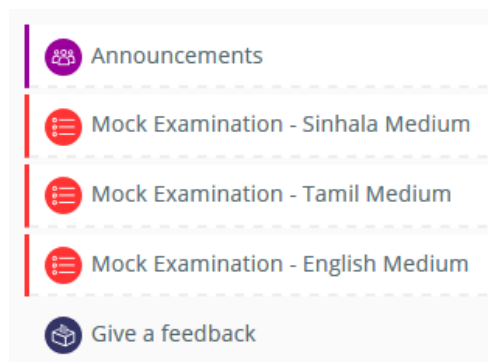 Announcements
Mock Examination - Sinhala Medium
Mock Examination - Tamil Medium
Mock Examination - English Medium
Give a feedback